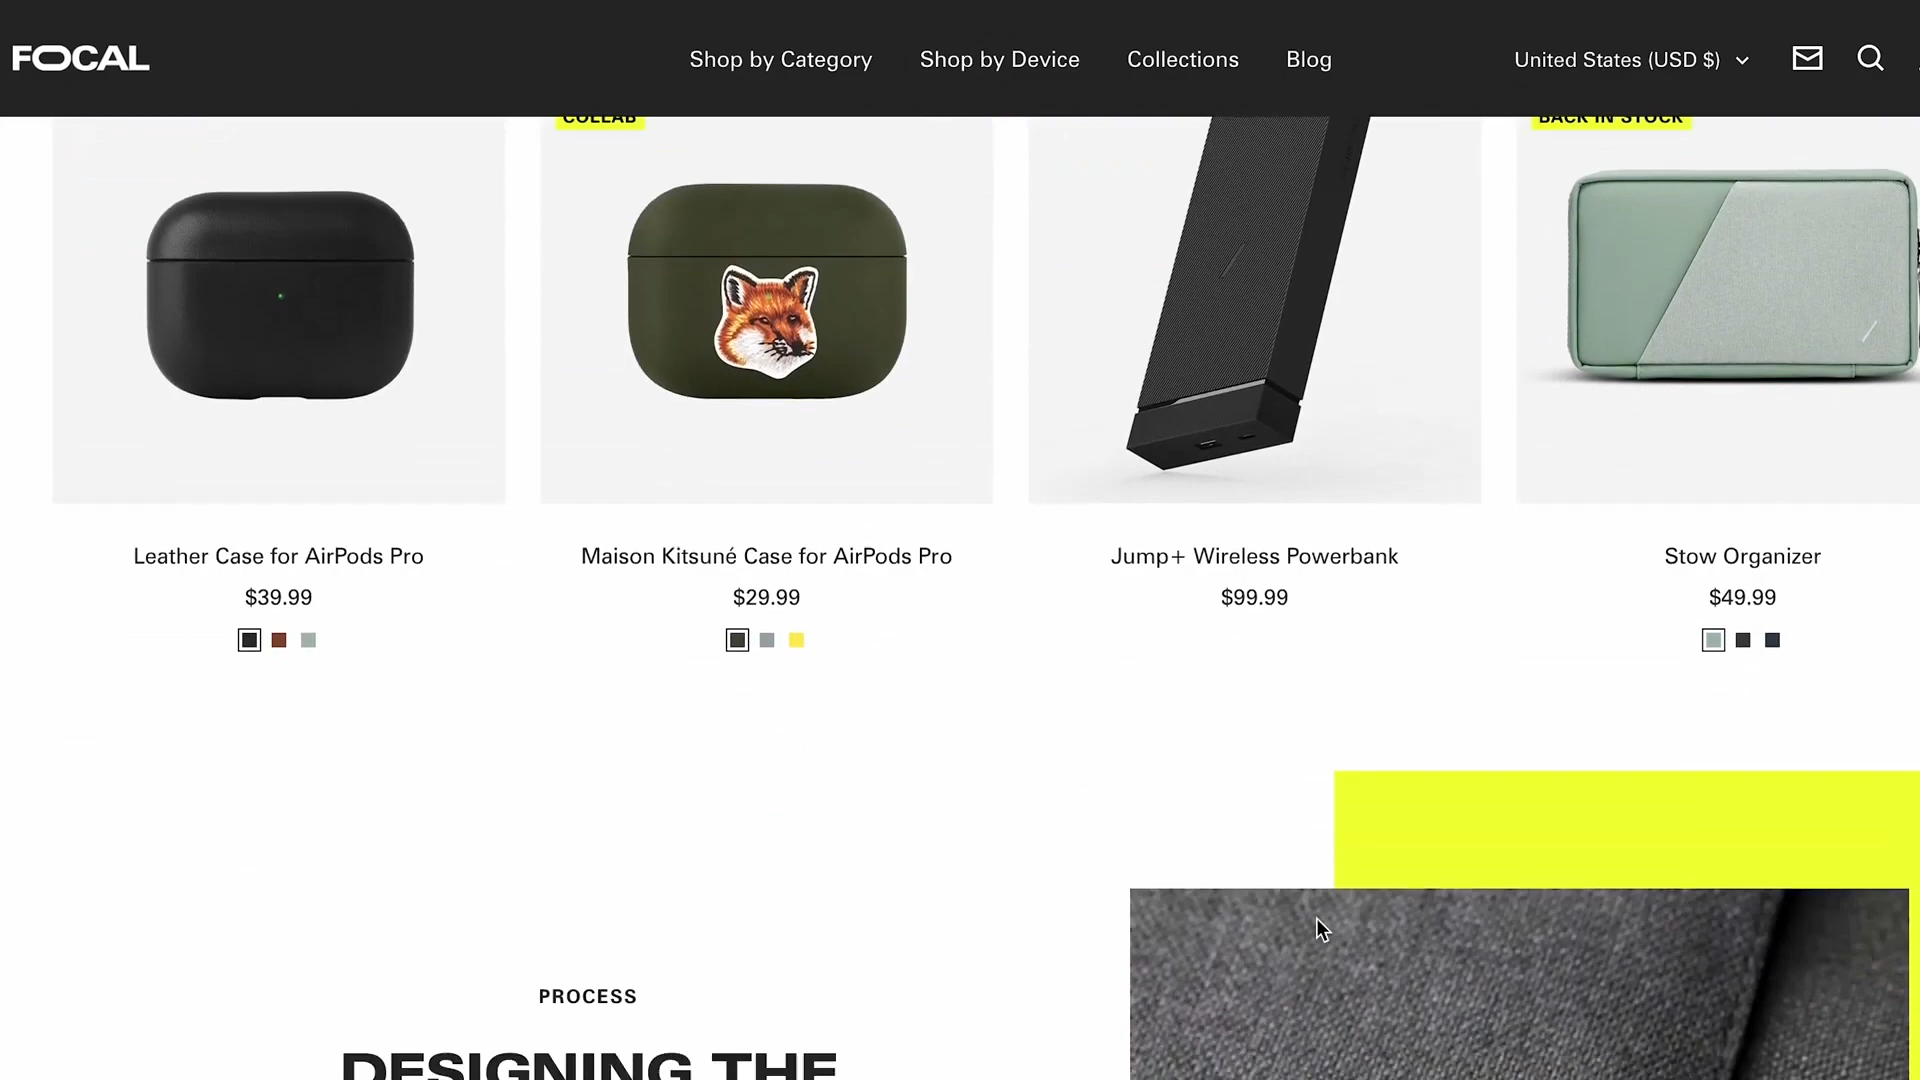 FOCAL
Shop by Category
Shop by Device
Collections
Blog
United States (USD $)
COLLAB
BACK IN STOCK
Leather Case for AirPods Pro
$39.99
Maison Kitsuné Case for AirPods Pro
$29.99
Jump+ Wireless Powerbank
$99.99
Stow Organizer
$49.99
PROCESS
DESIGNING THE